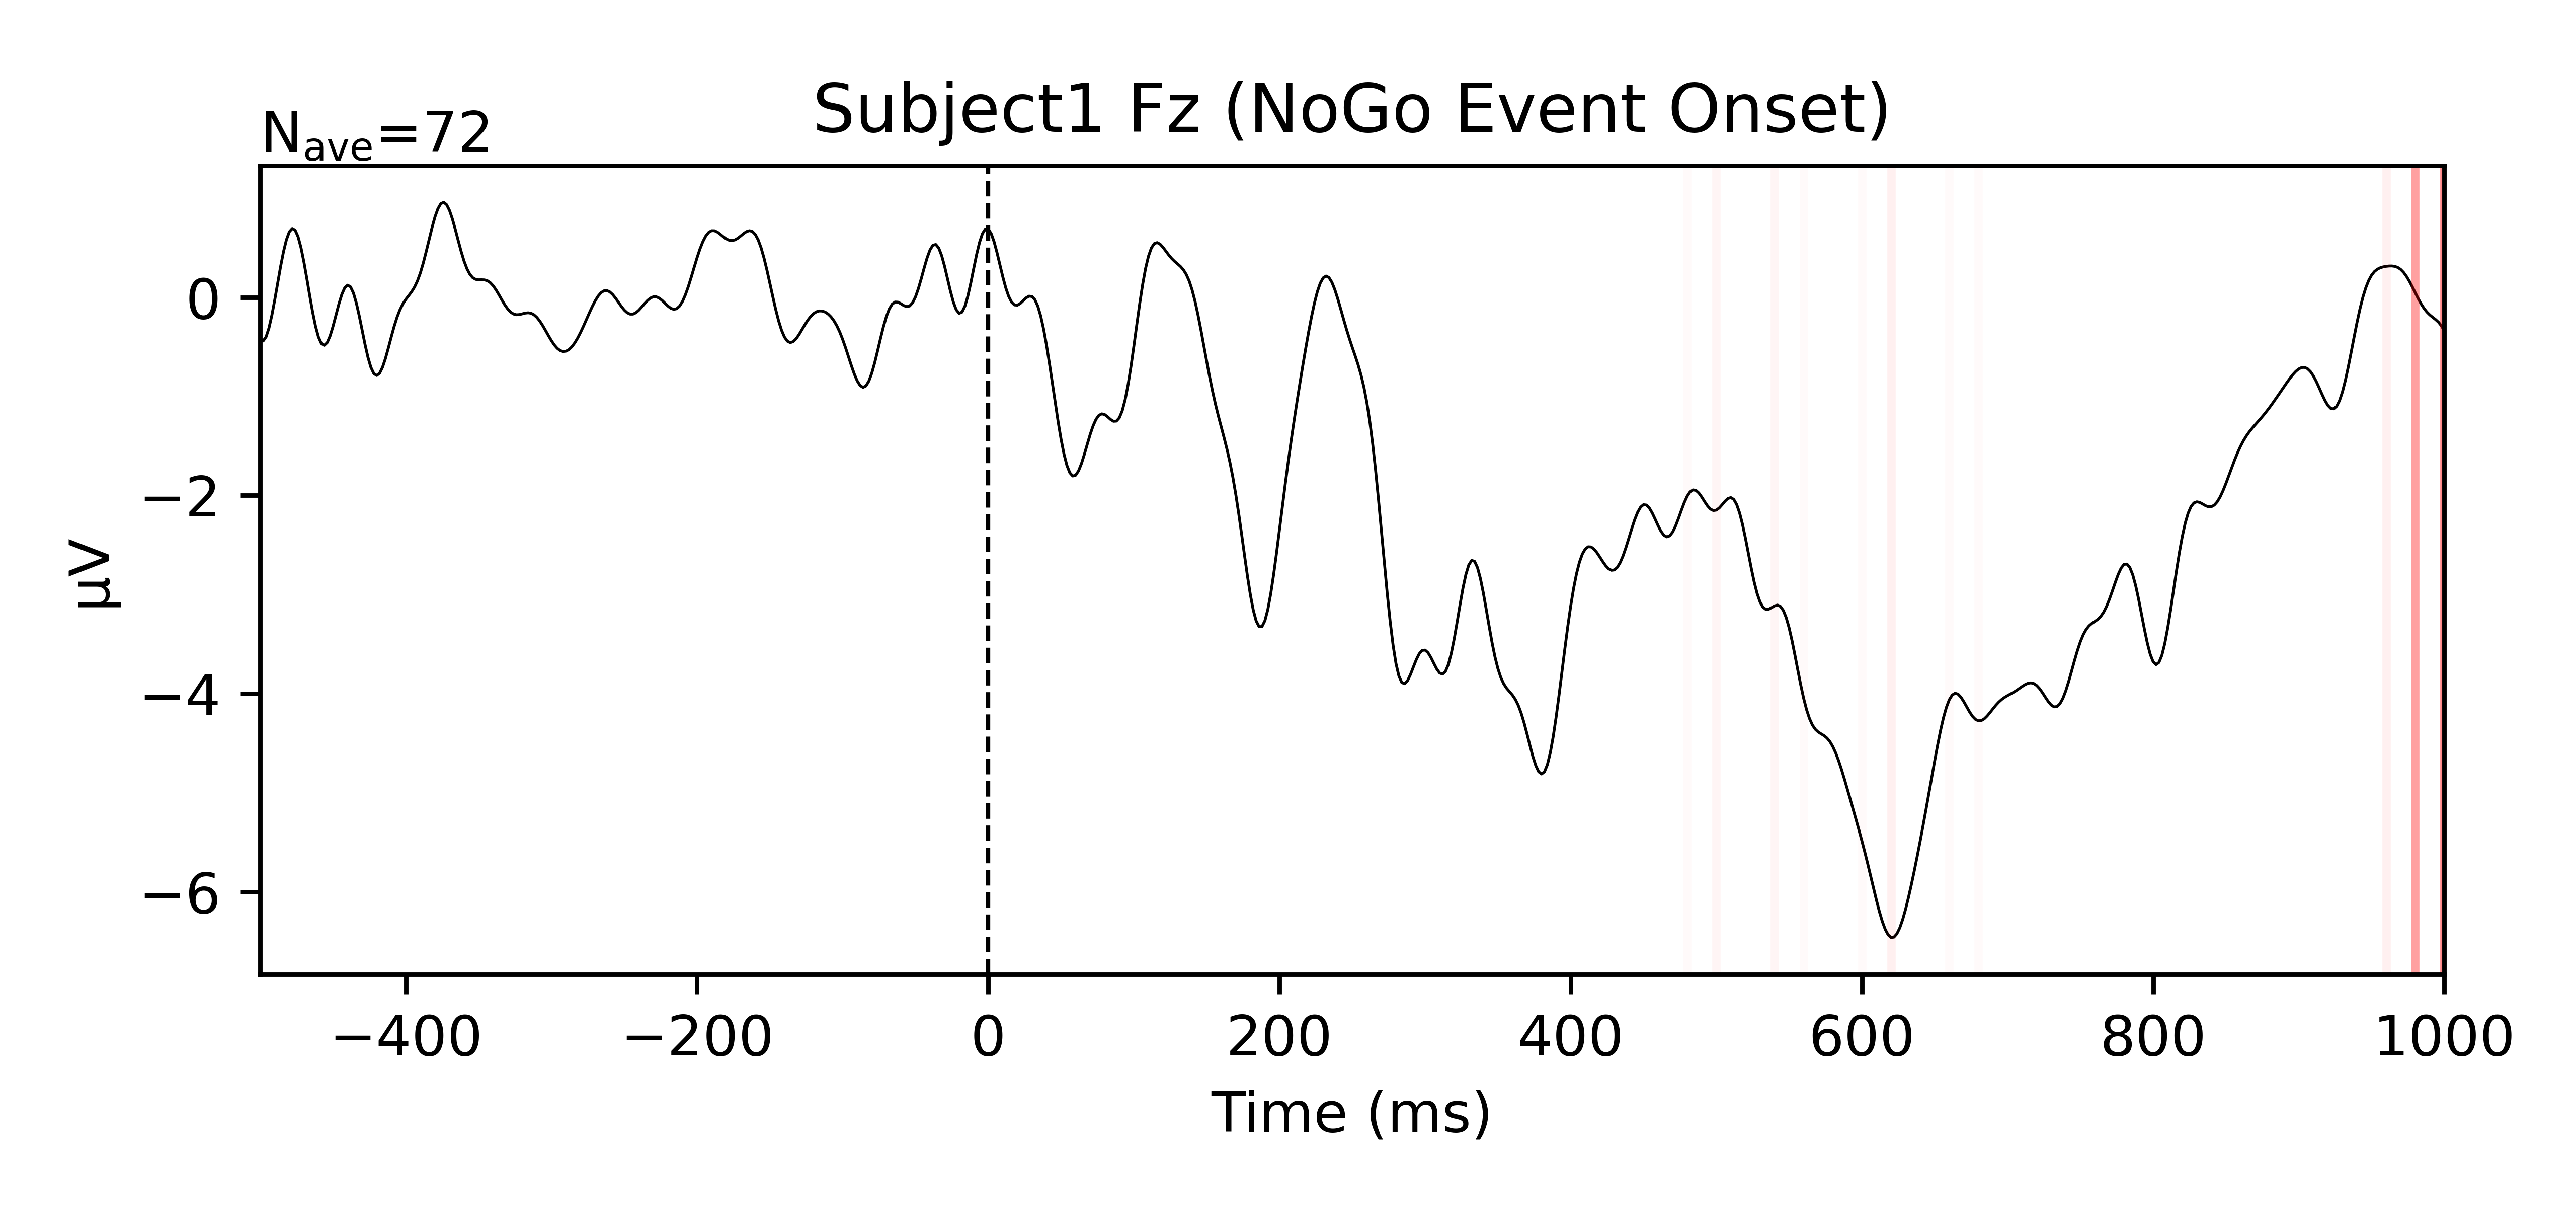 Subject1 Fz (NoGo Event Onset)
Nave=72
µV
0
−2
−4
−6
−400 −200 0 200 400 600 800 1000
Time (ms)